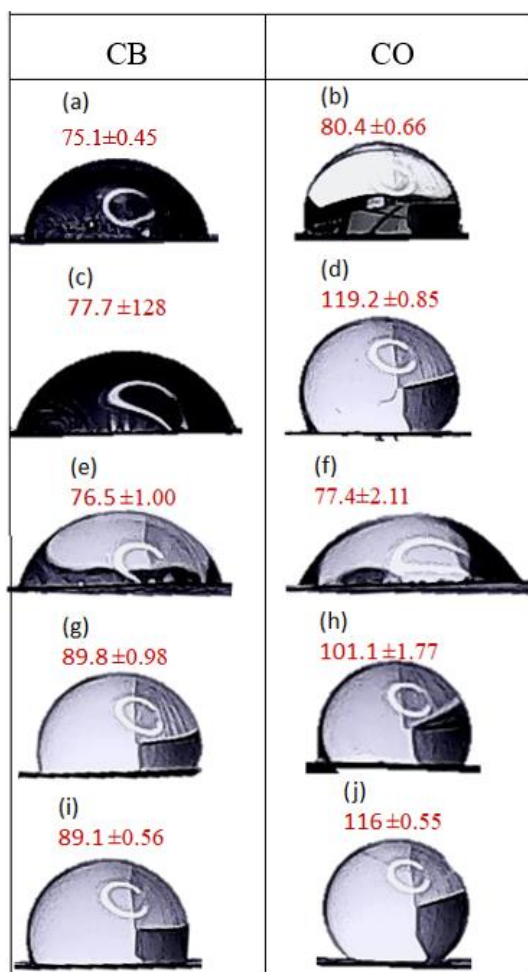 CB
CO
(a)
75.1±0.45
(b)
80.4±0.66
(c)
77.7 ±128
(d)
119.2 ±0.85
(e)
76.5 ±1.00
(f)
77.4±2.11
(g)
89.8 ±0.98
(h)
101.1 ±1.77
(i)
89.1 ±0.56
(j)
116 ±0.55